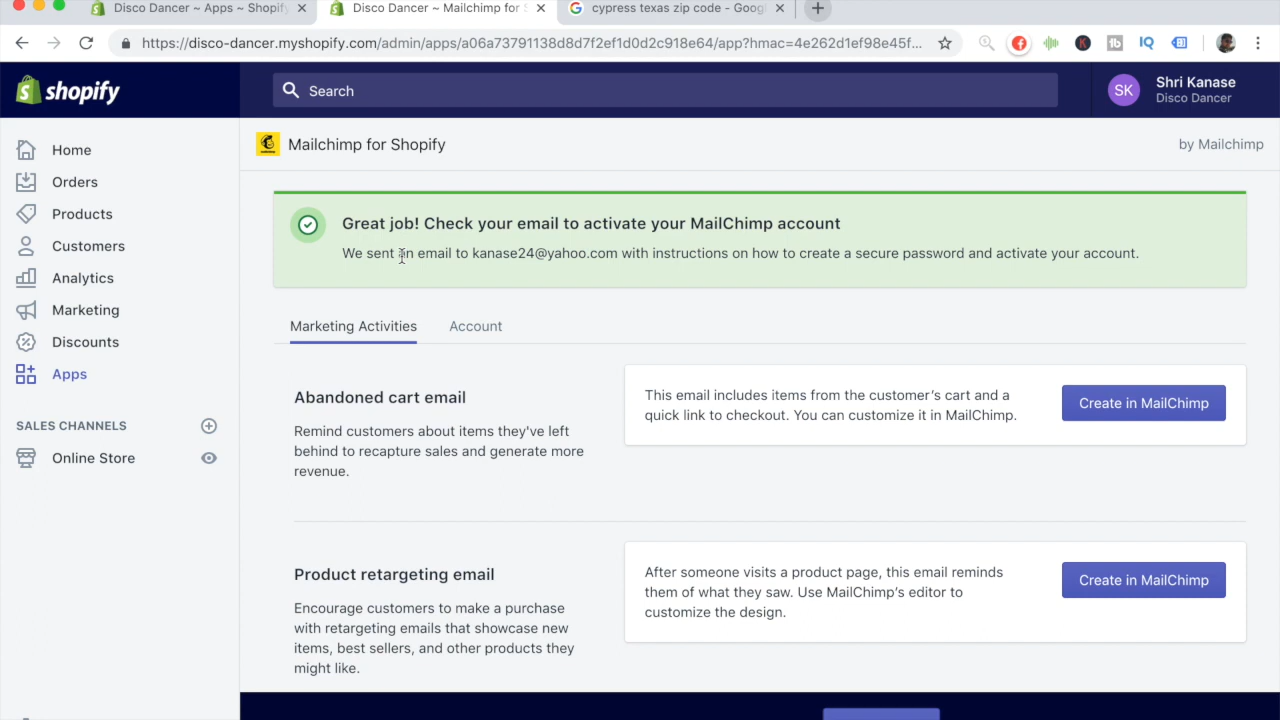 Disco Dancer ~ Apps ~ Shopify
Disco Dancer ~ Mailchimp for S
cypress texas zip code - Goog
https://disco-dancer.myshopify.com/admin/apps/a06a73791138d8d7f2ef1d0d2c918e64/app?hmac=4e262d1ef98e45f...
shopify
Search
SK
Shri Kanase
Disco Dancer
Home
Orders
Products
Customers
Analytics
Marketing
Discounts
Apps
SALES CHANNELS
Online Store
Mailchimp for Shopify
by Mailchimp
Great job! Check your email to activate your MailChimp account
We sent an email to kanase24@yahoo.com with instructions on how to create a secure password and activate your account.
Marketing Activities
Account
Abandoned cart email
Remind customers about items they've left
behind to recapture sales and generate more
revenue.
This email includes items from the customer's cart and a
quick link to checkout. You can customize it in MailChimp.
Create in MailChimp
Product retargeting email
Encourage customers to make a purchase
with retargeting emails that showcase new
items, best sellers, and other products they
might like.
After someone visits a product page, this email reminds
them of what they saw. Use MailChimp's editor to
customize the design.
Create in MailChimp